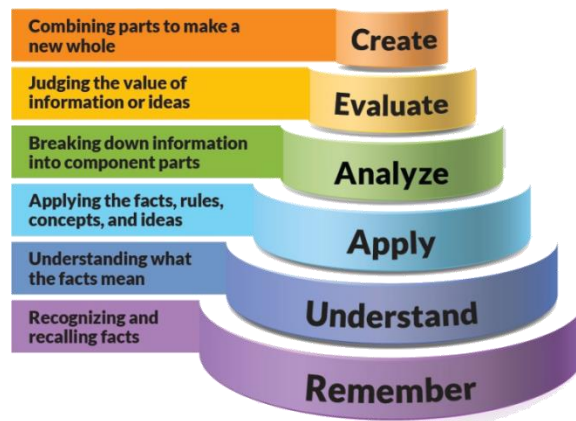 Combining parts to make a
new whole
Create
Judging the value of
information or ideas
Evaluate
Breaking down information
into component parts
Analyze
Applying the facts, rules,
concepts, and ideas
Apply
Understanding what
the facts mean
Understand
Recognizing and
recalling facts
Remember